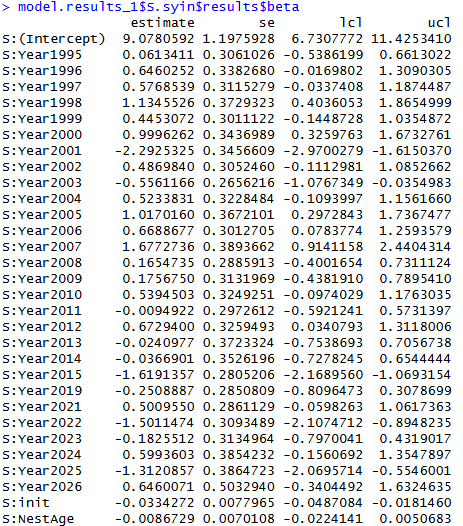 > model.results_1$S.syin$results$beta
estimate se lcl ucl
S:(Intercept) 9.0780592 1.1975928 6.7307772 11.4253410
S:Year1995 0.0613411 0.3061026 -0.5386199 0.6613022
S:Year1996 0.6460252 0.3382680 -0.0169802 1.3090305
S:Year1997 0.5768539 0.3115279 -0.0337408 1.1874487
S:Year1998 1.1345526 0.3729323 0.4036053 1.8654999
S:Year1999 0.4453072 0.3011122 -0.1448728 1.0354872
S:Year2000 0.9996262 0.3436989 0.3259763 1.6732761
S:Year2001 -2.2925325 0.3456609 -2.9700279 -1.6150370
S:Year2002 0.4869840 0.3052460 -0.1112981 1.0852662
S:Year2003 -0.5561166 0.2656216 -1.0767349 -0.0354983
S:Year2004 0.5233831 0.3228484 -0.1093997 1.1561660
S:Year2005 1.0170160 0.3672101 0.2972843 1.7367477
S:Year2006 0.6688677 0.3012705 0.0783774 1.2593579
S:Year2007 1.6772736 0.3893662 0.9141158 2.4404314
S:Year2008 0.1654735 0.2885913 -0.4001654 0.7311124
S:Year2009 0.1756750 0.3131969 -0.4381910 0.7895410
S:Year2010 0.5394503 0.3249251 -0.0974029 1.1763035
S:Year2011 -0.0094922 0.2972612 -0.5921241 0.5731397
S:Year2012 0.6729400 0.3259493 0.0340793 1.3118006
S:Year2013 -0.0240977 0.3723324 -0.7538693 0.7056738
S:Year2014 -0.0366901 0.3526196 -0.7278245 0.6544444
S:Year2015 -1.6191357 0.2805206 -2.1689560 -1.0693154
S:Year2019 -0.2508887 0.2850809 -0.8096473 0.3078699
S:Year2021 0.5009550 0.2861129 -0.0598263 1.0617363
S:Year2022 -1.5011474 0.3093489 -2.1074712 -0.8948235
S:Year2023 -0.1825512 0.3134964 -0.7970041 0.4319017
S:Year2024 0.5993603 0.3854232 -0.1560692 1.3547897
S:Year2025 -1.3120857 0.3864723 -2.0695714 -0.5546001
S:Year2026 0.6460071 0.5032940 -0.3404492 1.6324635
S:init -0.0334272 0.0077965 -0.0487084 -0.0181460
S:NestAge -0.0086729 0.0070108 -0.0224141 0.0050683